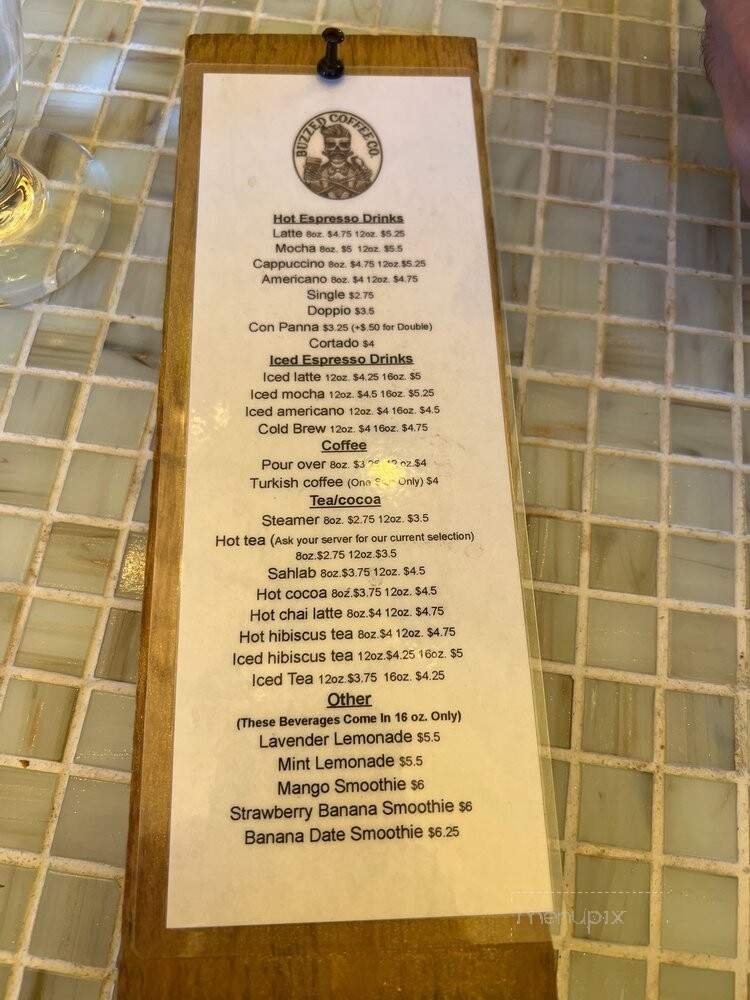 BUZZED COFFEE CO.
Hot Espresso Drinks
Latte 8oz. $4.75 12oz. $5.25
Mocha 8oz. $5 12oz. $5.5
Cappuccino 8oz. $4.75 12oz.$5.25
Americano 8oz. $4 12oz. $4.75
Single $2.75
Doppio $3.5
Con Panna $3.25 (+$.50 for Double)
Cortado $4
Iced Espresso Drinks
Iced latte 12oz. $4.25 16oz. $5
Iced mocha 12oz. $4.5 16oz. $5.25
Iced americano 12oz. $4 16oz. $4.5
Cold Brew 12oz. $4 16oz. $4.75
Coffee
Pour over 8oz. oz.$4
Turkish coffee (One Only) $4
Tea/cocoa
Steamer 8oz. $2.75 12oz. $3.5
Hot tea (Ask your server for our current selection)
8oz.$2.75 12oz.$3.5
Sahlab 8oz.$3.75 12oz. $4.5
Hot cocoa 8oz.$3.75 12oz. $4.5
Hot chai latte 8oz.$4 12oz. $4.75
Hot hibiscus tea 8oz.$4 12oz. $4.75
Iced hibiscus tea 12oz.$4.25 16oz. $5
Iced Tea 12oz.$3.75 16oz. $4.25
Other
(These Beverages Come In 16 oz. Only)
Lavender Lemonade $5.5
Mint Lemonade $5.5
Mango Smoothie $6
Strawberry Banana Smoothie $6
Banana Date Smoothie $6.25
menupix